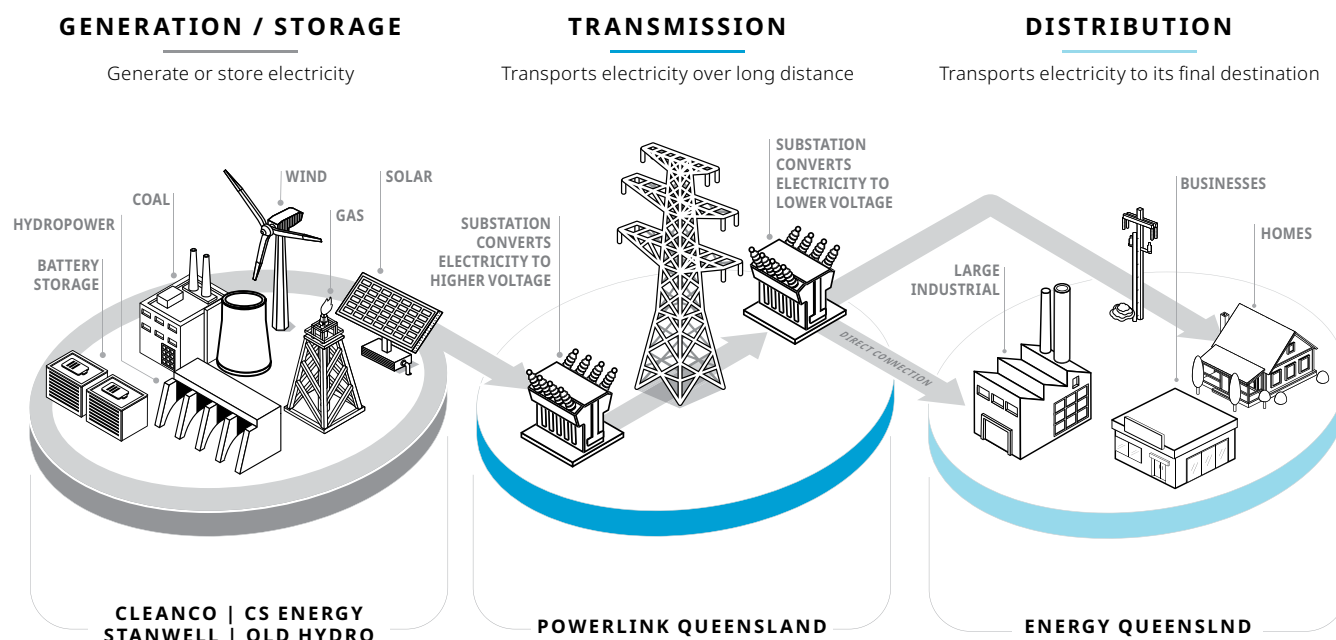 GENERATION / STORAGE
Generate or store electricity
WIND
SOLAR
COAL
GAS
HYDROPOWER
BATTERY
STORAGE
CLEANCO | CS ENERGY
STANWELL | QLD HYDRO
TRANSMISSION
Transports electricity over long distance
SUBSTATION
CONVERTS
ELECTRICITY TO
HIGHER VOLTAGE
SUBSTATION
CONVERTS
ELECTRICITY TO
LOWER VOLTAGE
DIRECT CONNECTION
POWERLINK QUEENSLAND
DISTRIBUTION
Transports electricity to its final destination
BUSINESSES
HOMES
LARGE
INDUSTRIAL
ENERGY QUEENSLND